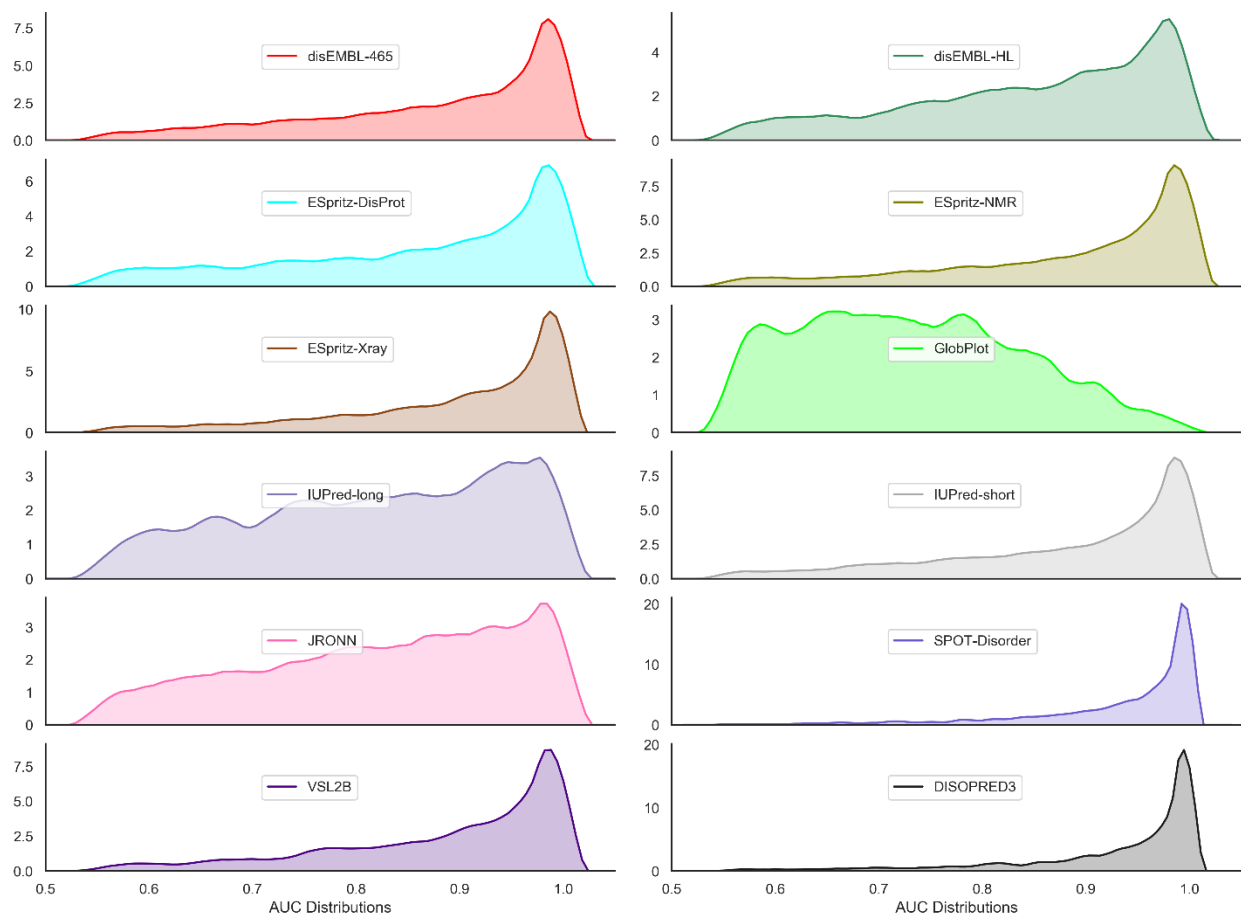 7.5
5.0
2.5
0.0
disEMBL-465
4
2
0
disEMBL-HL
6
4
2
0
ESpritz-DisProt
7.5
5.0
2.5
0.0
ESpritz-NMR
10
5
0
ESpritz-Xray
3
2
1
0
GlobPlot
3
2
1
0
IUPred-long
7.5
5.0
2.5
0.0
IUPred-short
3
2
1
0
JRONN
20
10
0
SPOT-Disorder
7.5
5.0
2.5
0.0
VSL2B
0.5 0.6 0.7 0.8 0.9 1.0
AUC Distributions
20
10
0
DISOPRED3
0.5 0.6 0.7 0.8 0.9 1.0
AUC Distributions